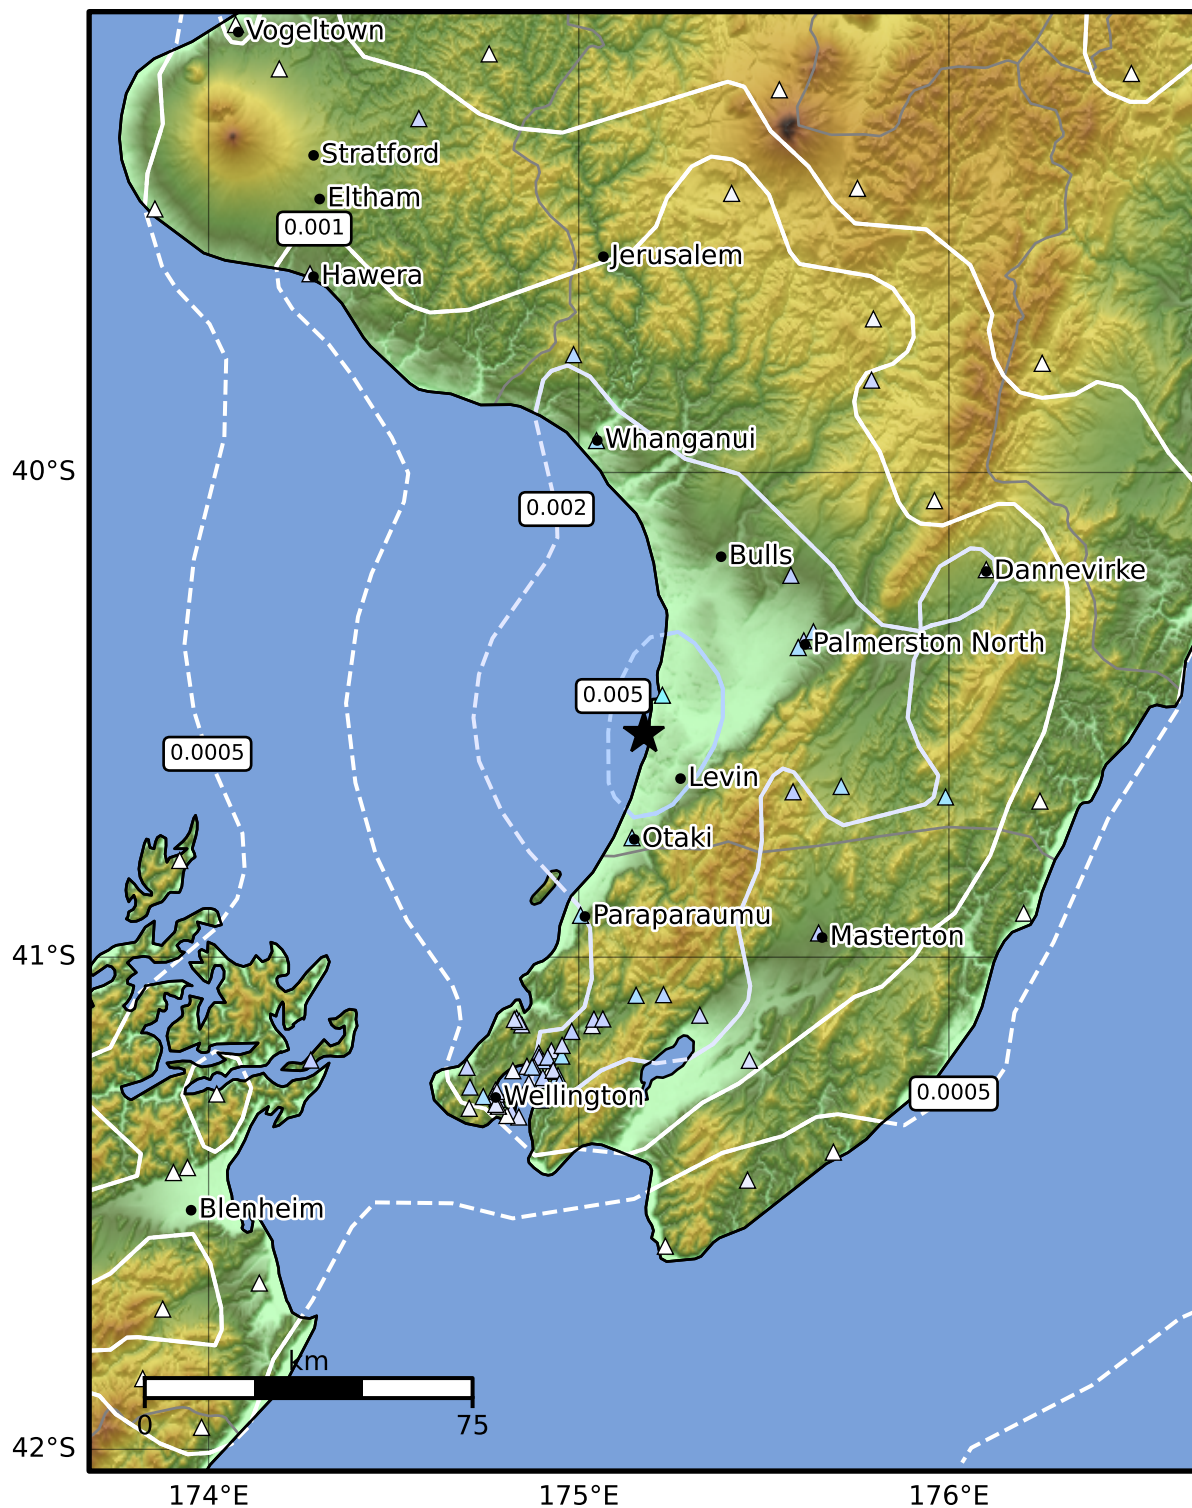 Vogeltown
Stratford
Eltham
0.001
Jerusalem
Hawera
Whanganui
40°S
0.002
Bulls
Dannevirke
Palmerston North
0.005
0.0005
Levin
Otaki
Paraparaumu
Masterton
41°S
Wellington
0.0005
Blenheim
km
0
75
42°S
174°E
175°E
176°E